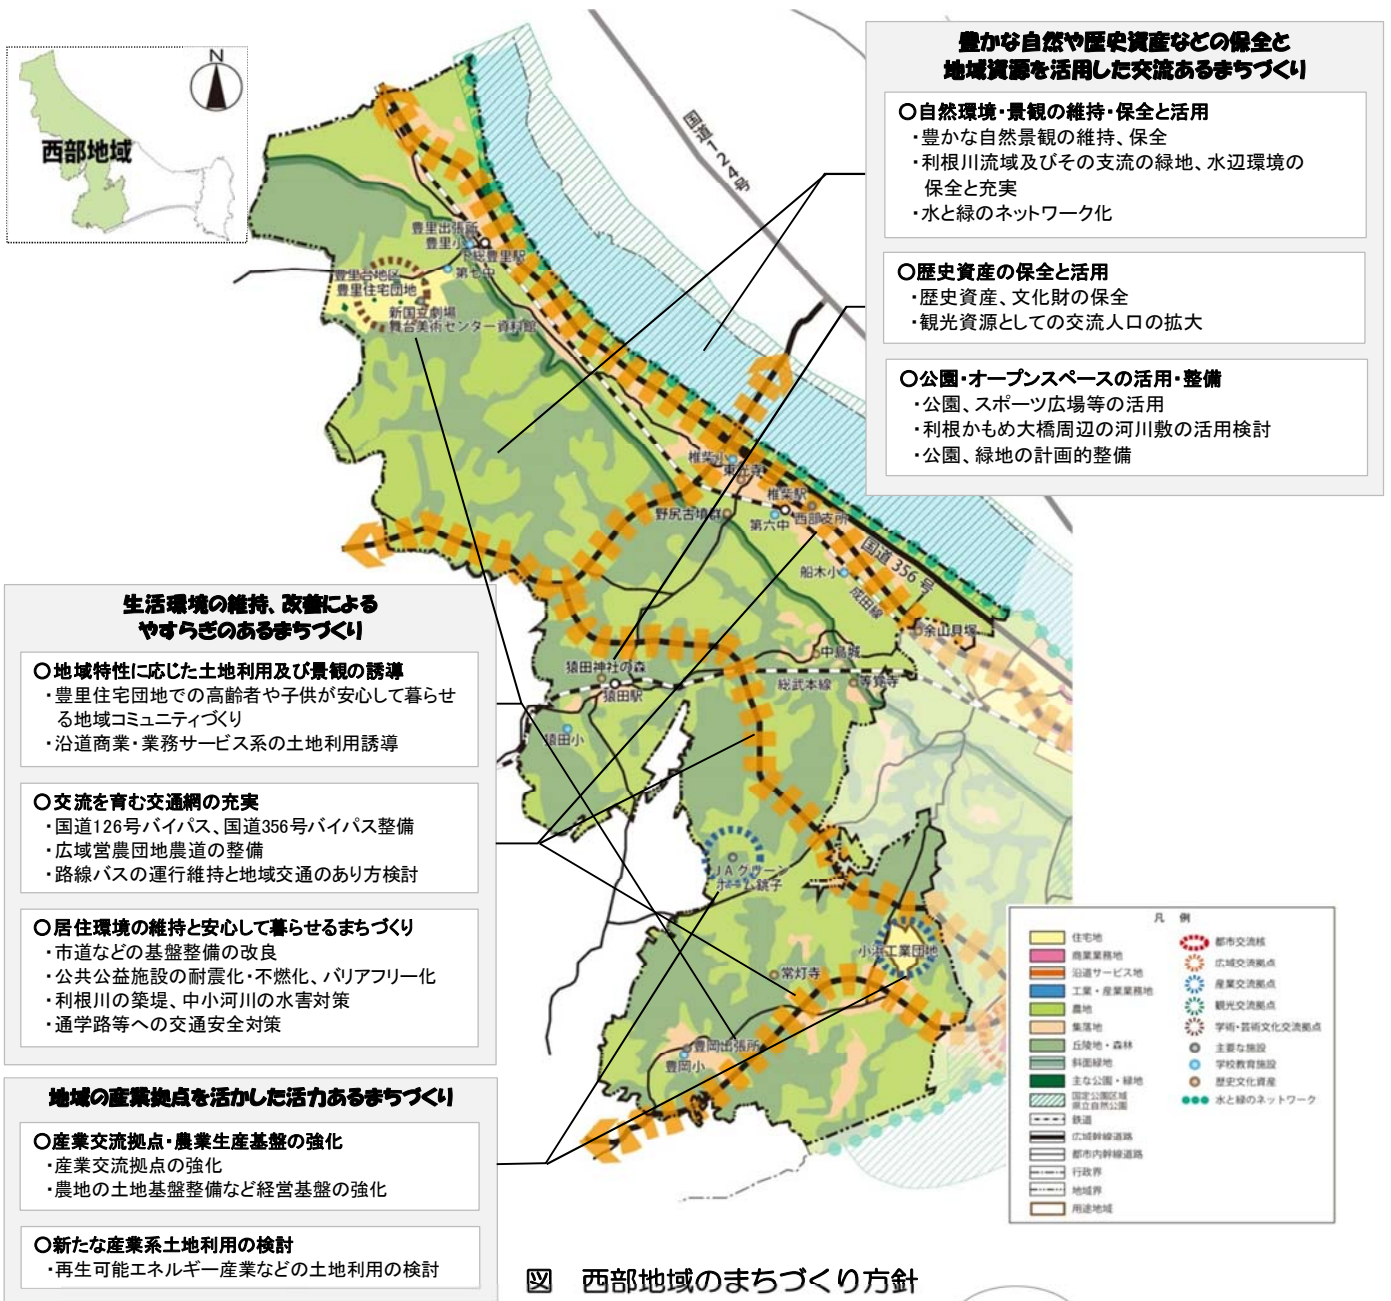 N
西部地域
国道124号
豊かな自然や歴史資産などの保全と
地域資源を活用した交流あるまちづくり
○自然環境・景観の維持・保全と活用
・豊かな自然景観の維持、保全
・利根川流域及びその支流の緑地、水辺環境の
保全と充実
・水と緑のネットワーク化
○歴史資産の保全と活用
・歴史資産、文化財の保全
・観光資源としての交流人口の拡大
○公園・オープンスペースの活用・整備
・公園、スポーツ広場等の活用
・利根かもめ大橋周辺の河川敷の活用検討
・公園、緑地の計画的整備
豊里出張所
豊里小
下総豊里駅
第七中
豊里台地区
豊里住宅団地
新国立劇場
舞台美術センター資料館
椎柴小
東光寺
椎柴駅
野尻古墳群
第六中
西部支所
国道356号
船木小
成田線
余山貝塚
中島城
猿田神社の森
総武本線
等覚寺
猿田駅
猿田小
JAグリーン
ホーム銚子
小浜工業団地
常灯寺
豊岡出張所
豊岡小
生活環境の維持、改善による
やすらぎのあるまちづくり
○地域特性に応じた土地利用及び景観の誘導
・豊里住宅団地での高齢者や子供が安心して暮らせ
る地域コミュニティづくり
・沿道商業・業務サービス系の土地利用誘導
○交流を育む交通網の充実
・国道126号バイパス、国道356号バイパス整備
・広域営農団地農道の整備
・路線バスの運行維持と地域交通のあり方検討
○居住環境の維持と安心して暮らせるまちづくり
・市道などの基盤整備の改良
・公共公益施設の耐震化・不燃化、バリアフリー化
・利根川の築堤、中小河川の水害対策
・通学路等への交通安全対策
地域の産業拠点を活かした活力あるまちづくり
○産業交流拠点・農業生産基盤の強化
・産業交流拠点の強化
・農地の土地基盤整備など経営基盤の強化
○新たな産業系土地利用の検討
・再生可能エネルギー産業などの土地利用の検討
凡 例
住宅地
商業業務地
沿道サービス地
工業・産業業務地
農地
集落地
丘陵地・森林
斜面緑地
主な公園・緑地
国定公園区域
県立自然公園
鉄道
広域幹線道路
都市内幹線道路
行政界
地域界
用途地域
都市交流核
広域交流拠点
産業交流拠点
観光交流拠点
学術・芸術文化交流拠点
主要な施設
学校教育施設
歴史文化資産
水と緑のネットワーク
図 西部地域のまちづくり方針